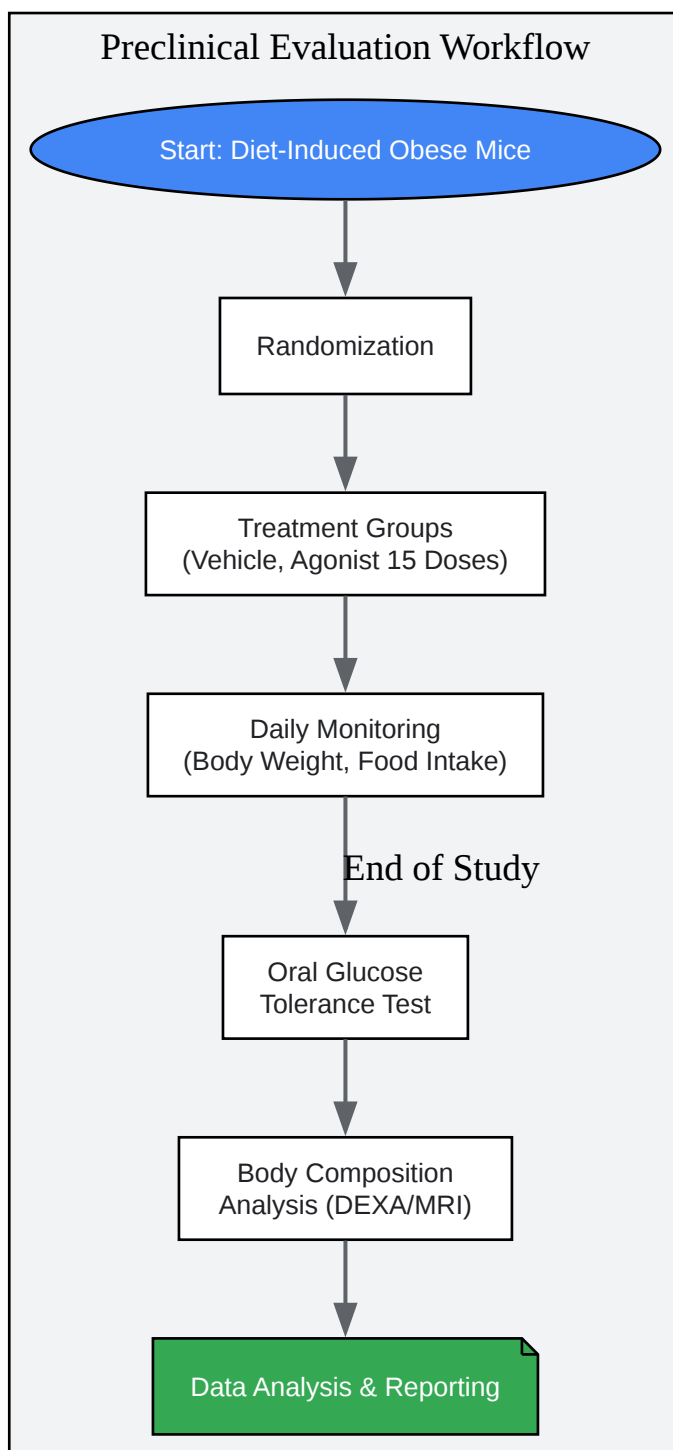 Preclinical Evaluation Workflow
Start: Diet-Induced Obese Mice
Randomization
Treatment Groups
(Vehicle, Agonist 15 Doses)
Daily Monitoring
(Body Weight, Food Intake)
End of Study
Oral Glucose
Tolerance Test
Body Composition
Analysis (DEXA/MRI)
Data Analysis & Reporting